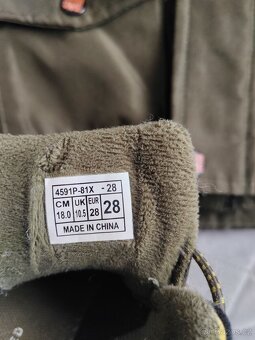 4591P-81X - 28
CM UK EUR 28
18.0 10.5 28
MADE IN CHINA